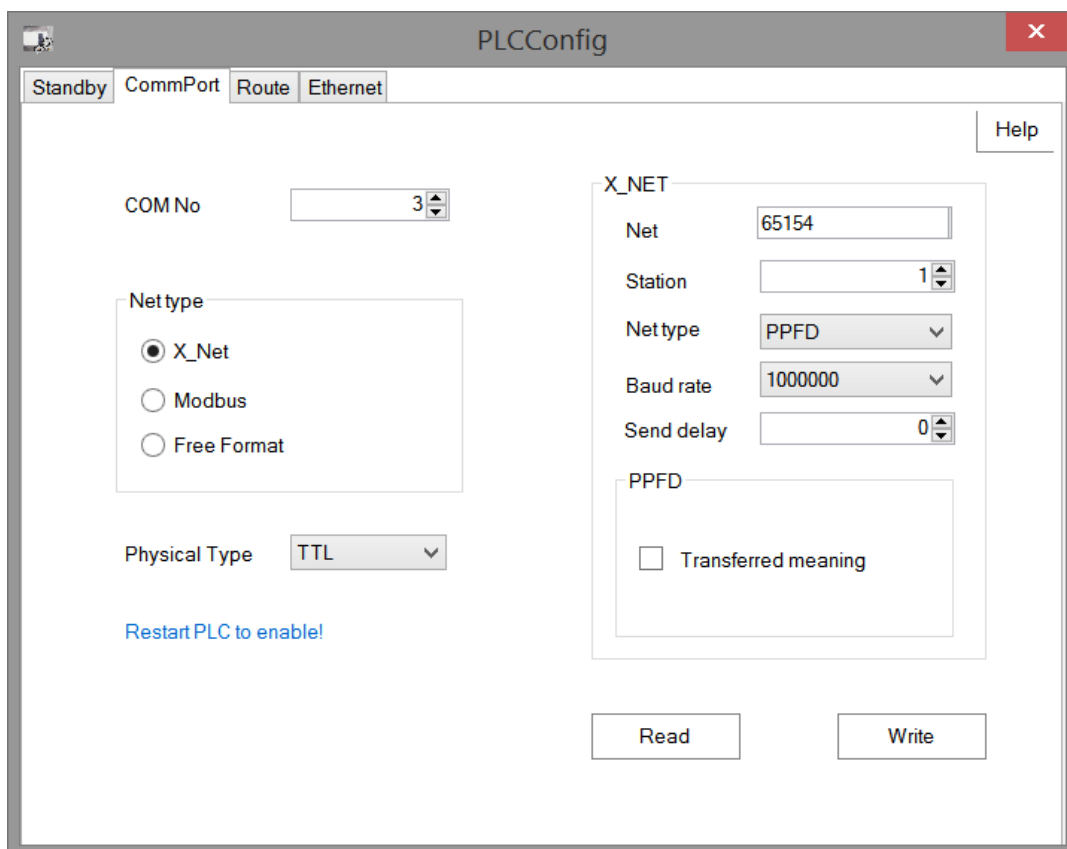 PLCConfig
Standby CommPort Route Ethernet
Help
COM No 3
Net type
X_Net
Modbus
Free Format
Physical Type TTL
Restart PLC to enable!
X_NET
Net 65154
Station 1
Net type PPFD
Baud rate 1000000
Send delay 0
PPFD
Transferred meaning
Read Write